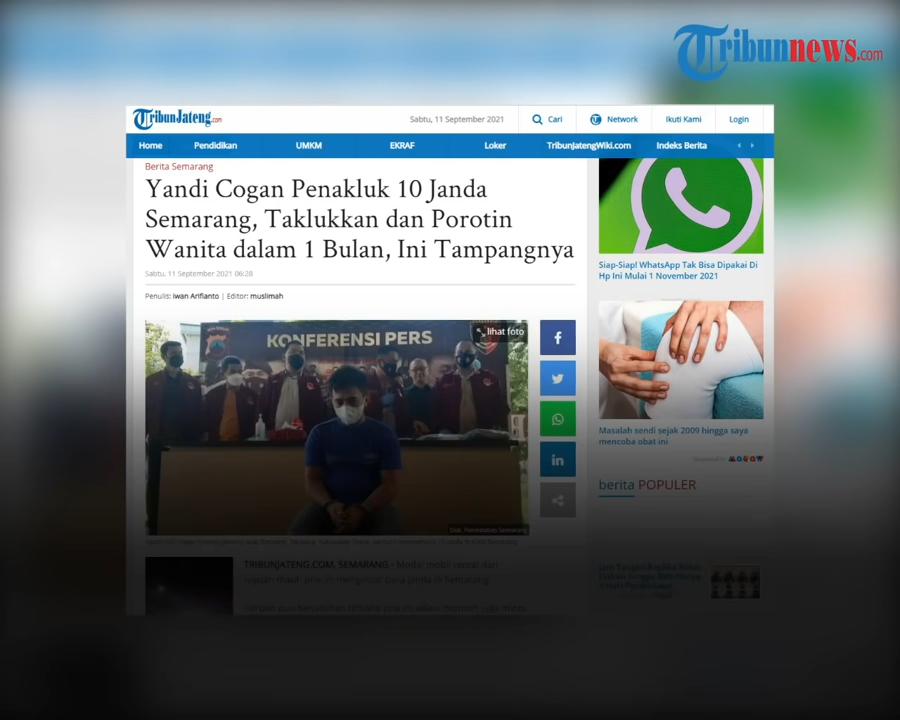 Tribunnews.com
TribunJateng.com
Sabtu, 11 September 2021
Cari
Network
Ikuti Kami
Login
Home
Pendidikan
UMKM
EKRAF
Loker
TribunJatengWiki.com
Indeks Berita
Berita Semarang
Yandi Cogan Penakluk 10 Janda
Semarang, Taklukkan dan Porotin
Wanita dalam 1 Bulan, Ini Tampangnya
Sabtu, 11 September 2021 06:28
Penulis: iwan Arifianto | Editor: muslimah
KONFERENSI PERS
lihat foto
Siap-Siap! WhatsApp Tak Bisa Dipakai Di
Hp Ini Mulai 1 November 2021
Masalah sendi sejak 2009 hingga saya
mencoba obat ini
berita POPULER
TRIBUNJATENG.COM, SEMARANG - Modal mobil rental dan